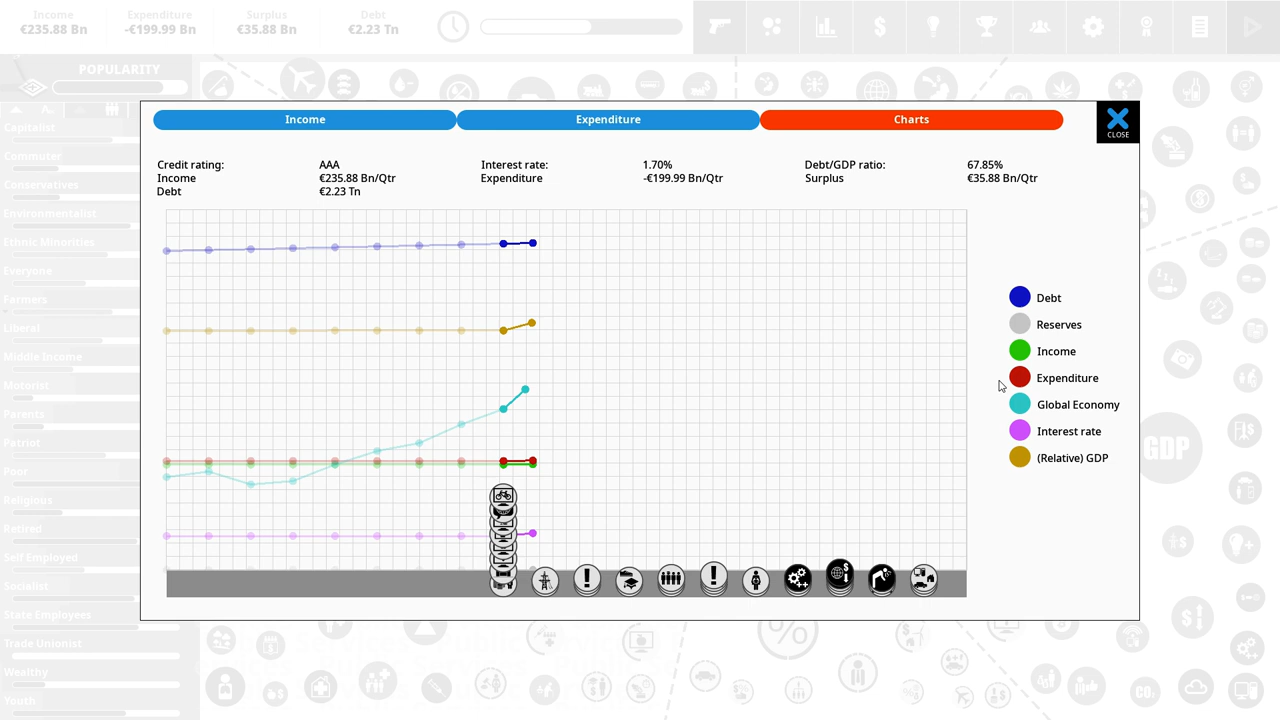 Income
Expenditure
Surplus
Debt
€235.88 Bn
-€199.99 Bn
€35.88 Bn
€2.23 Tn
POPULARITY
Capitalist
Commuter
Conservatives
Environmentalist
Ethnic Minorities
Everyone
Farmers
Liberal
Middle Income
Motorist
Parents
Patriot
Poor
Religious
Retired
Self Employed
Socialist
State Employees
Trade Unionist
Wealthy
Youth
Income
Expenditure
Charts
CLOSE
Credit rating:
AAA
Interest rate:
1.70%
Debt/GDP ratio:
67.85%
Income
€235.88 Bn/Qtr
Expenditure
-€199.99 Bn/Qtr
Surplus
€35.88 Bn/Qtr
Debt
€2.23 Tn
Debt
Reserves
Income
Expenditure
Global Economy
Interest rate
(Relative) GDP
GDP
CO₂